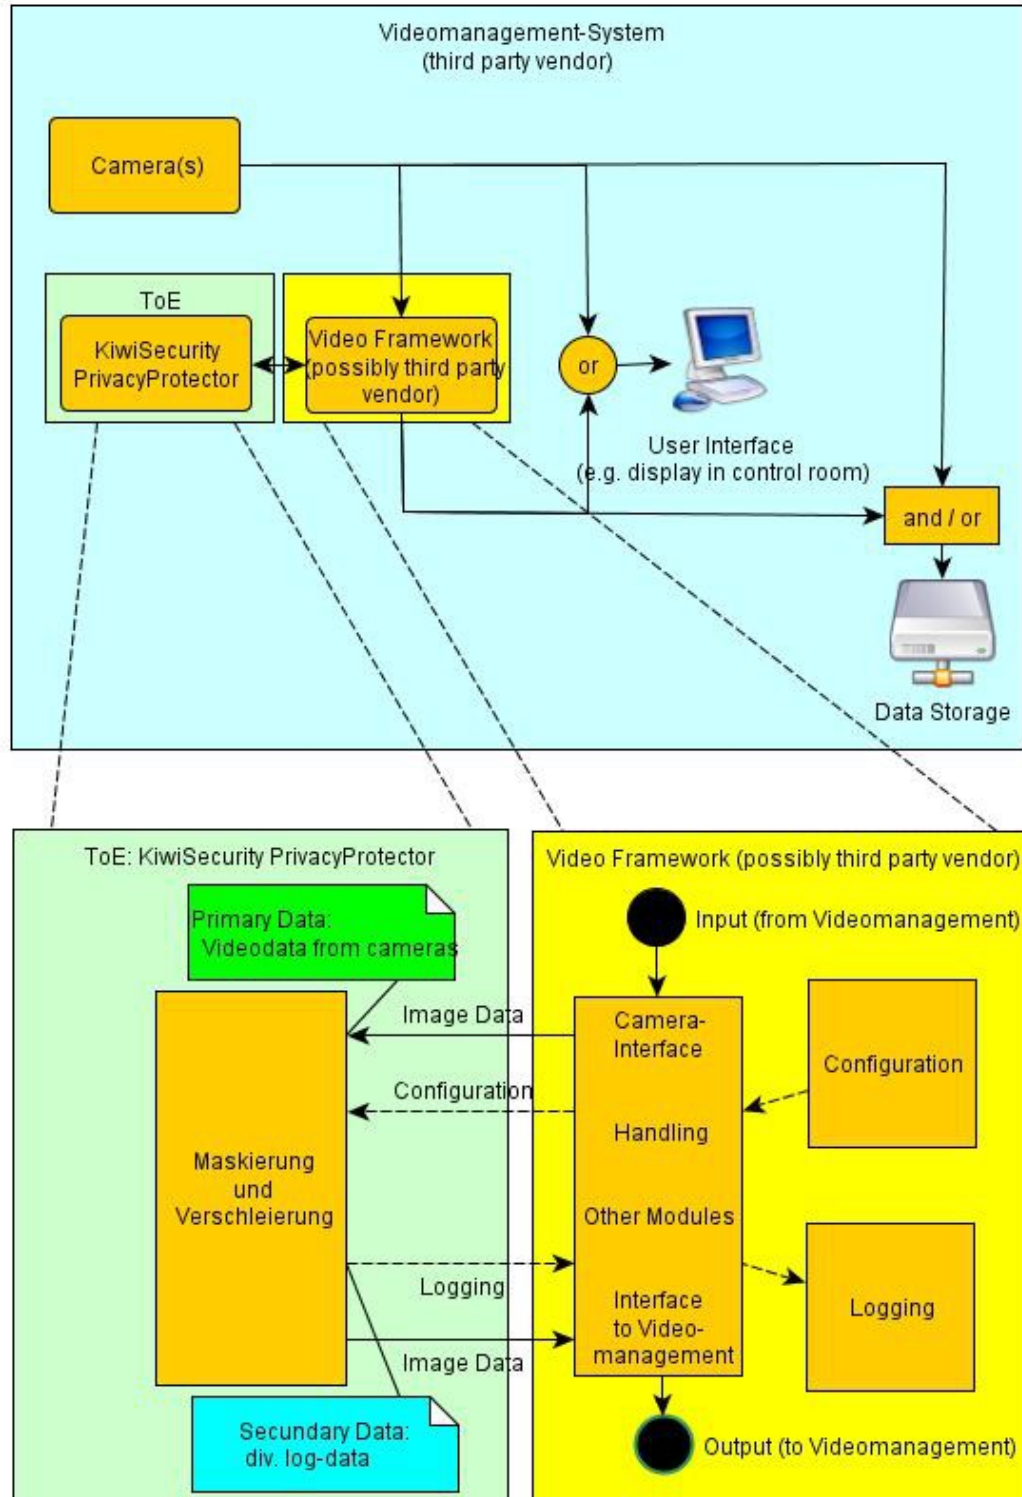 Videomanagement-System
(third party vendor)
Camera(s)
ToE
KiwiSecurity
PrivacyProtector
Video Framework
(possibly third party
vendor)
or
User Interface
(e.g. display in control room)
and / or
Data Storage
ToE: KiwiSecurity PrivacyProtector
Primary Data:
Videodata from cameras
Maskierung
und
Verschleierung
Image Data
Configuration
Logging
Image Data
Secundary Data:
div. log-data
Video Framework (possibly third party vendor)
Input (from Videomanagement)
Camera-
Interface
Handling
Other Modules
Interface
to Video-
management
Configuration
Logging
Output (to Videomanagement)